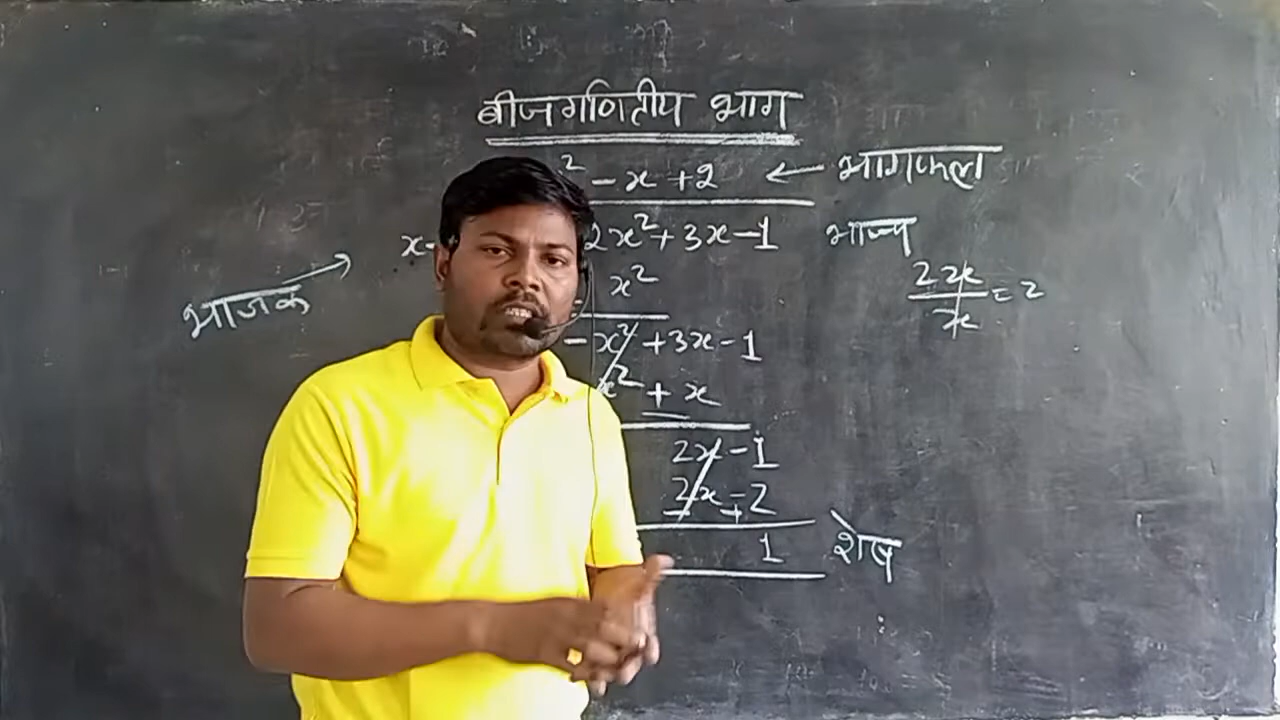 बीजगणितीय भाग
² - x + 2 ← भागफल
x- 2x² + 3x - 1 भाज्य
भाजक →
x²
2x/x = 2
- x² + 3x - 1
x² + x
2x - 1
2x - 2
- +
1 शेष